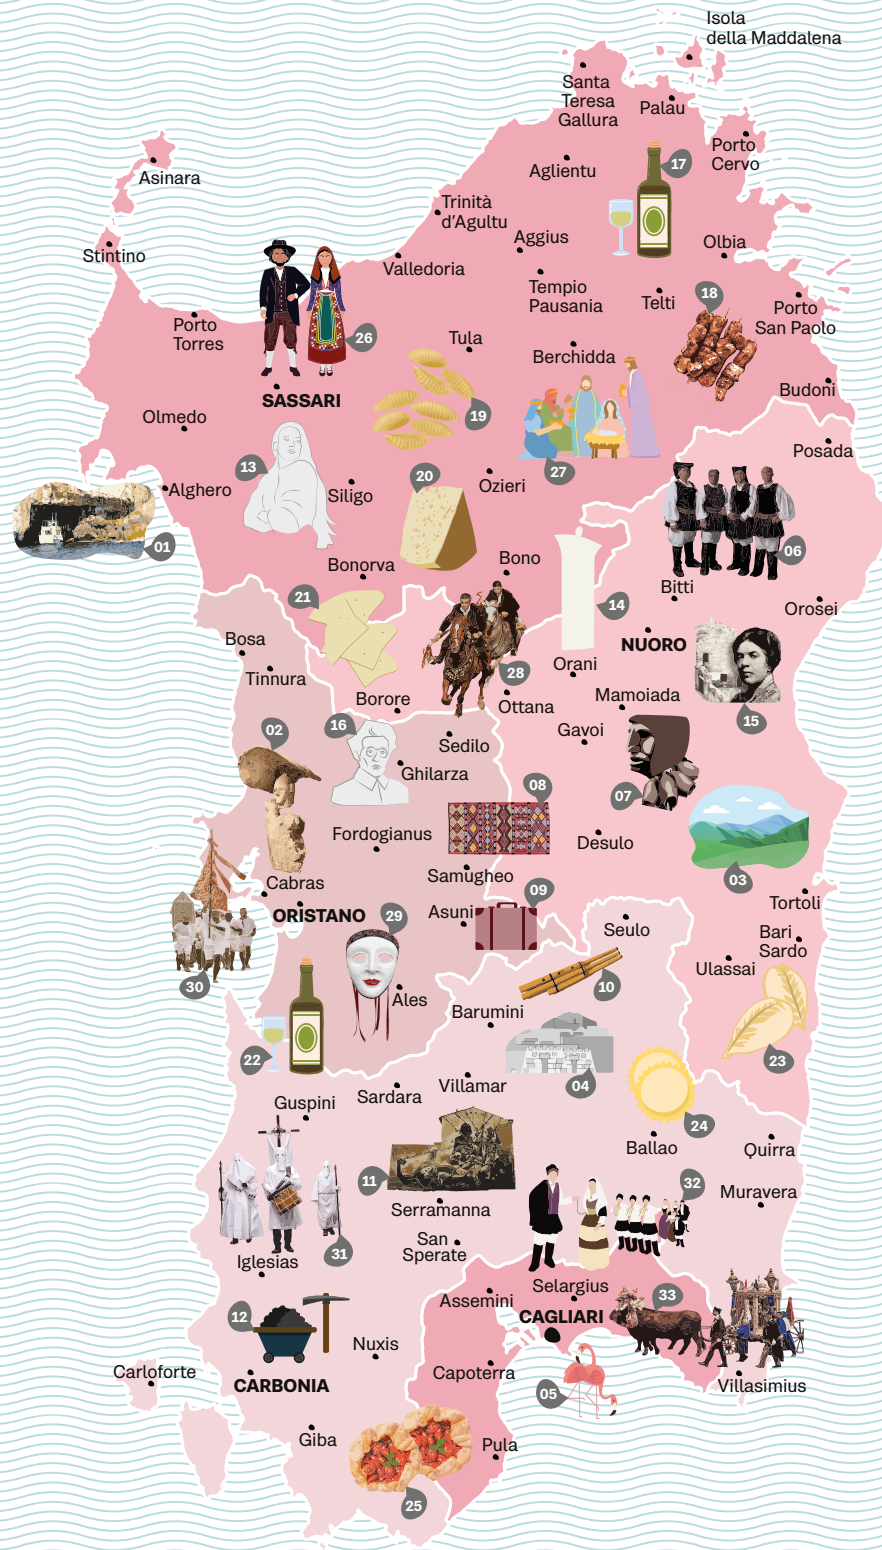 Isola
della Maddalena
Santa
Teresa
Gallura
Palau
Porto
Cervo
Asinara
Aglientu
17
Trinità
d'Agultu
Stintino
Aggius
Olbia
Valledoria
Tempio
Pausania
Telti
18
Porto
San Paolo
Porto
Torres
26
Tula
Berchidda
SASSARI
Budoni
Olmedo
19
Posada
13
27
20
Ozieri
Alghero
Siligo
01
06
Bonorva
Bono
Bitti
21
14
Orosei
Bosa
NUORO
Tinnura
28
Orani
Borore
Ottana
Mamoiada
15
02
16
Gavoi
Sedilo
Ghilarza
08
07
Fordogianus
Desulo
Samugheo
03
Cabras
09
Tortoli
ORISTANO
29
Asuni
Seulo
Bari
Sardo
Ulassai
30
10
Ales
Barumini
22
23
04
Villamar
Sardara
Guspini
24
Ballao
Quirra
11
32
Muravera
Serramanna
San
Sperate
31
Iglesias
Selargius
33
Assemini
CAGLIARI
12
Nuxis
Carloforte
Capoterra
CARBONIA
05
Villasimius
Giba
Pula
25